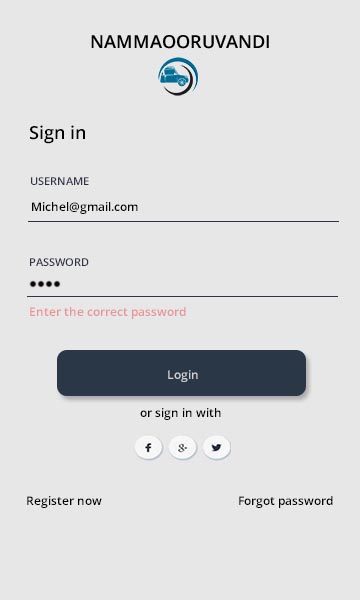 NAMMAOORUVANDI
Sign in
USERNAME
Michel@gmail.com
PASSWORD
••••
Enter the correct password
Login
or sign in with
f g+
Register now Forgot password